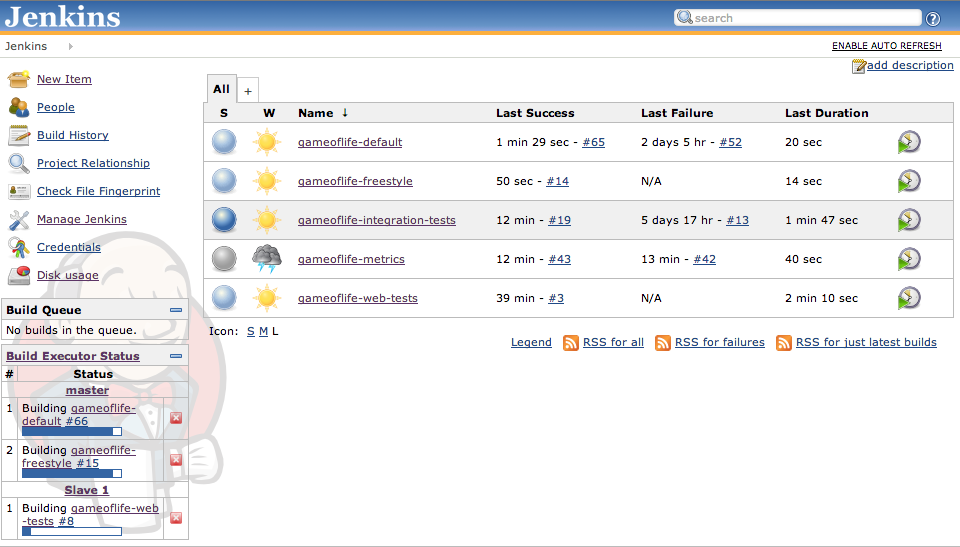 Jenkins
search
?
Jenkins
ENABLE AUTO REFRESH
add description
New Item
People
Build History
Project Relationship
Check File Fingerprint
Manage Jenkins
Credentials
Disk usage
Build Queue
No builds in the queue.
Build Executor Status
# Status
master
1 Building gameoflife-
default #66
2 Building gameoflife-
freestyle #15
Slave 1
1 Building gameoflife-web
-tests #8
All +
S W Name ↓ Last Success Last Failure Last Duration
gameoflife-default 1 min 29 sec - #65 2 days 5 hr - #52 20 sec
gameoflife-freestyle 50 sec - #14 N/A 14 sec
gameoflife-integration-tests 12 min - #19 5 days 17 hr - #13 1 min 47 sec
gameoflife-metrics 12 min - #43 13 min - #42 40 sec
gameoflife-web-tests 39 min - #3 N/A 2 min 10 sec
Icon: S M L
Legend RSS for all RSS for failures RSS for just latest builds